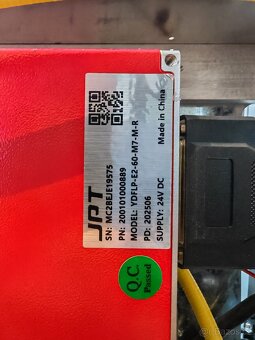 JPT
SN: MC2BEJE19575
PN: 200101000889
MODEL: YDFLP-E2-60-M7-M-R
PD: 202506
SUPPLY: 24V DC
Made in China
Q.C.
Passed